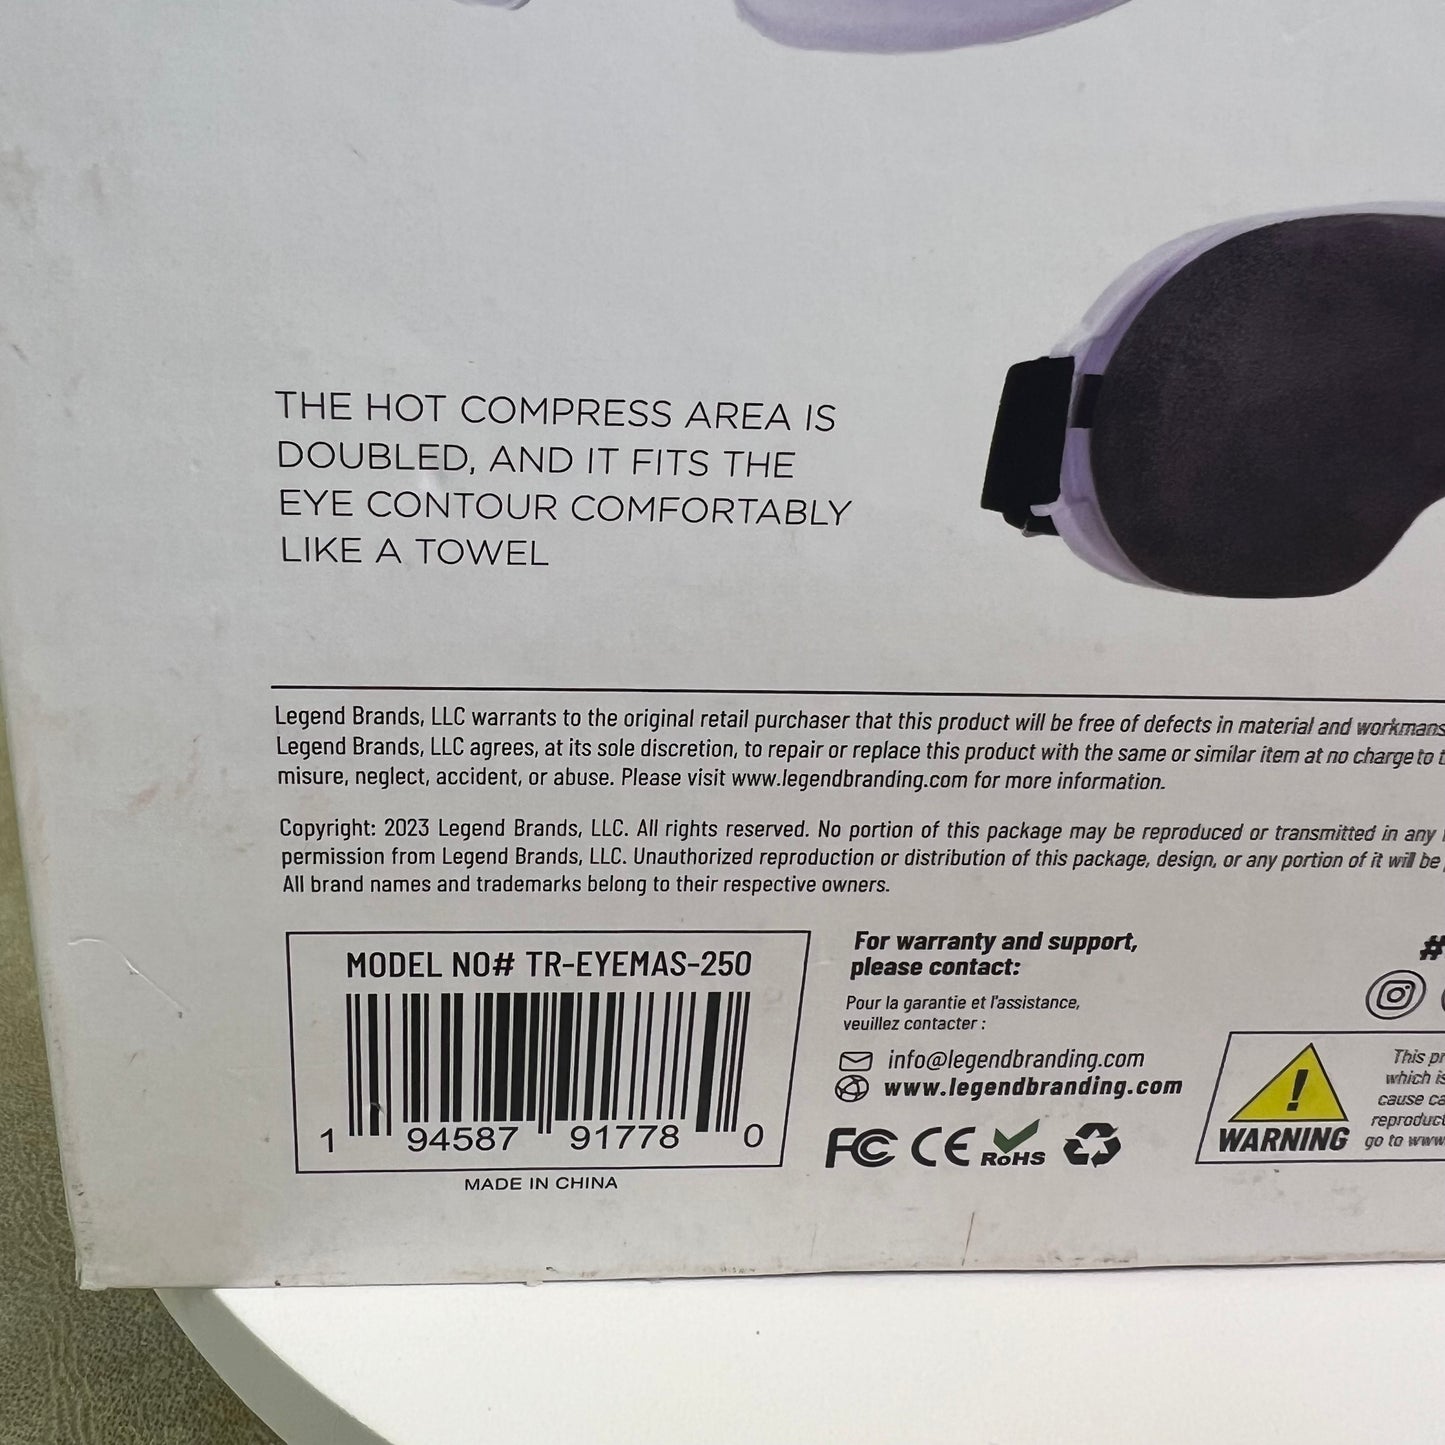 THE HOT COMPRESS AREA IS
DOUBLED, AND IT FITS THE
EYE CONTOUR COMFORTABLY
LIKE A TOWEL
Legend Brands, LLC warrants to the original retail purchaser that this product will be free of defects in material and workmans
Legend Brands, LLC agrees, at its sole discretion, to repair or replace this product with the same or similar item at no charge to t
misure, neglect, accident, or abuse. Please visit www.legendbranding.com for more information.
Copyright: 2023 Legend Brands, LLC. All rights reserved. No portion of this package may be reproduced or transmitted in any
permission from Legend Brands, LLC. Unauthorized reproduction or distribution of this package, design, or any portion of it will be
All brand names and trademarks belong to their respective owners.
MODEL NO# TR-EYEMAS-250
1 94587 91778 0
MADE IN CHINA
For warranty and support,
please contact:
Pour la garantie et l'assistance,
veuillez contacter :
info@legendbranding.com
www.legendbranding.com
FC CE RoHS
#
WARNING
This pr
which is
cause ca
reproduct
go to www